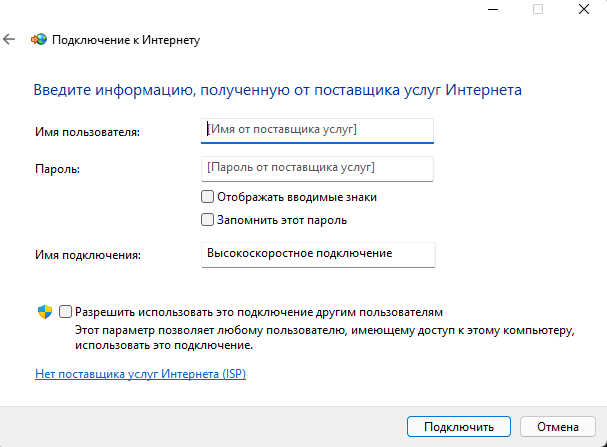 Подключение к Интернету
Введите информацию, полученную от поставщика услуг Интернета
Имя пользователя:
[Имя от поставщика услуг]
Пароль:
[Пароль от поставщика услуг]
Отображать вводимые знаки
Запомнить этот пароль
Имя подключения:
Высокоскоростное подключение
Разрешить использовать это подключение другим пользователям
Этот параметр позволяет любому пользователю, имеющему доступ к этому компьютеру,
использовать это подключение.
Нет поставщика услуг Интернета (ISP)
Подключить
Отмена